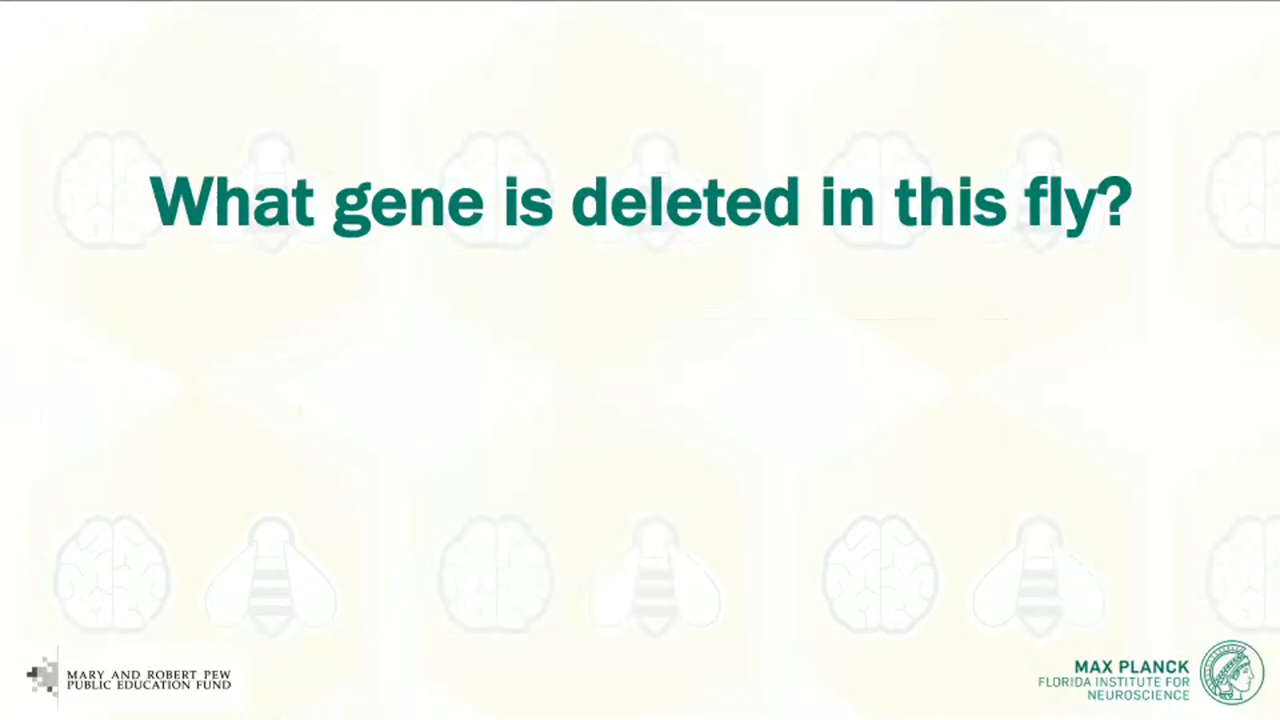 What gene is deleted in this fly?
MARY AND ROBERT PEW
PUBLIC EDUCATION FUND
MAX PLANCK
FLORIDA INSTITUTE FOR
NEUROSCIENCE